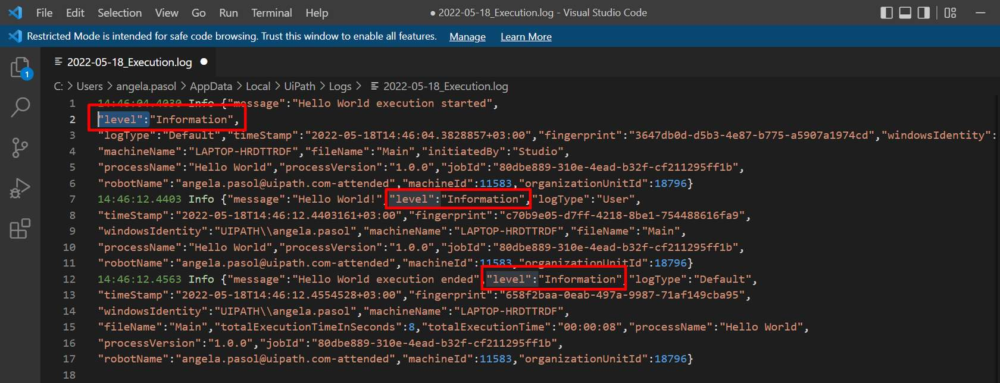 File Edit Selection View Go Run Terminal Help ● 2022-05-18_Execution.log - Visual Studio Code
Restricted Mode is intended for safe code browsing. Trust this window to enable all features. Manage Learn More
2022-05-18_Execution.log ●
1
C: > Users > angela.pasol > AppData > Local > UiPath > Logs > 2022-05-18_Execution.log
1 14:46:04.4030 Info {"message":"Hello World execution started",
2 "level":"Information",
3 "logType":"Default","timeStamp":"2022-05-18T14:46:04.3828857+03:00","fingerprint":"3647db0d-d5b3-4e87-b775-a5907a1974cd","windowsIdentity":
4 "machineName":"LAPTOP-HRDTTRDF","fileName":"Main","initiatedBy":"Studio",
5 "processName":"Hello World","processVersion":"1.0.0","jobId":"80dbe889-310e-4ead-b32f-cf211295ff1b",
6 "robotName":"angela.pasol@uipath.com-attended","machineId":11583,"organizationUnitId":18796}
7 14:46:12.4403 Info {"message":"Hello World!","level":"Information","logType":"User",
8 "timeStamp":"2022-05-18T14:46:12.4403161+03:00","fingerprint":"c70b9e05-d7ff-4218-8be1-754488616fa9",
9 "windowsIdentity":"UIPATH\\angela.pasol","machineName":"LAPTOP-HRDTTRDF","fileName":"Main",
10 "processName":"Hello World","processVersion":"1.0.0","jobId":"80dbe889-310e-4ead-b32f-cf211295ff1b",
11 "robotName":"angela.pasol@uipath.com-attended","machineId":11583,"organizationUnitId":18796}
12 14:46:12.4563 Info {"message":"Hello World execution ended","level":"Information","logType":"Default",
13 "timeStamp":"2022-05-18T14:46:12.4554528+03:00","fingerprint":"658f2baa-0eab-497a-9987-71af149cba95",
14 "windowsIdentity":"UIPATH\\angela.pasol","machineName":"LAPTOP-HRDTTRDF",
15 "fileName":"Main","totalExecutionTimeInSeconds":8,"totalExecutionTime":"00:00:08","processName":"Hello World",
16 "processVersion":"1.0.0","jobId":"80dbe889-310e-4ead-b32f-cf211295ff1b",
17 "robotName":"angela.pasol@uipath.com-attended","machineId":11583,"organizationUnitId":18796}
18